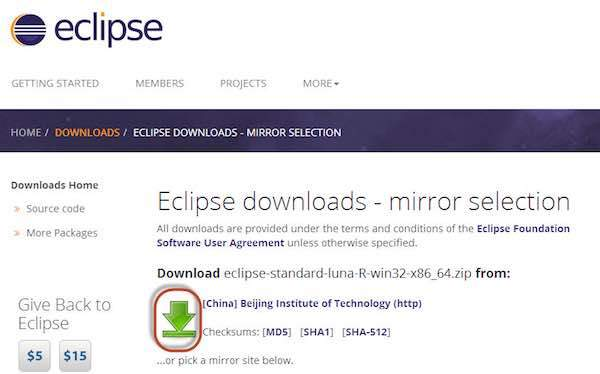 eclipse
GETTING STARTED MEMBERS PROJECTS MORE
HOME / DOWNLOADS / ECLIPSE DOWNLOADS - MIRROR SELECTION
Downloads Home
» Source code
» More Packages
Give Back to
Eclipse
$5 $15
Eclipse downloads - mirror selection
All downloads are provided under the terms and conditions of the Eclipse Foundation
Software User Agreement unless otherwise specified.
Download eclipse-standard-luna-R-win32-x86_64.zip from:
[China] Beijing Institute of Technology (http)
Checksums: [MD5] [SHA1] [SHA-512]
...or pick a mirror site below.